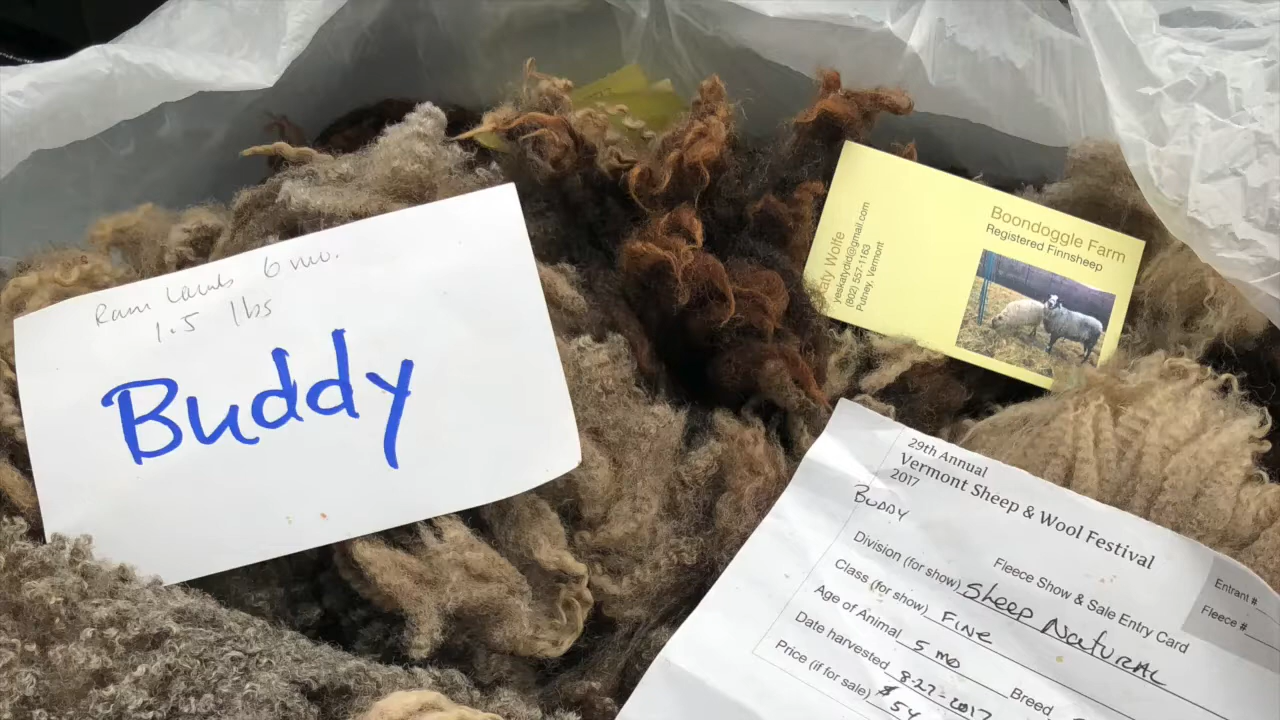 Ram Lamb 6 mo.
1.5 lbs
Buddy
Boondoggle Farm
Registered Finnsheep
Katy Wolfe
yeskatydid@gmail.com
(802) 557-1163
Putney, Vermont
29th Annual
Vermont Sheep & Wool Festival
2017
BUDDY
Fleece Show & Sale Entry Card
Entrant #
Fleece #
Division (for show) Sheep Natural
Class (for show) FINE
Age of Animal 5 mo
Breed
Date harvested 8-27-2017
Price (if for sale) $ 54